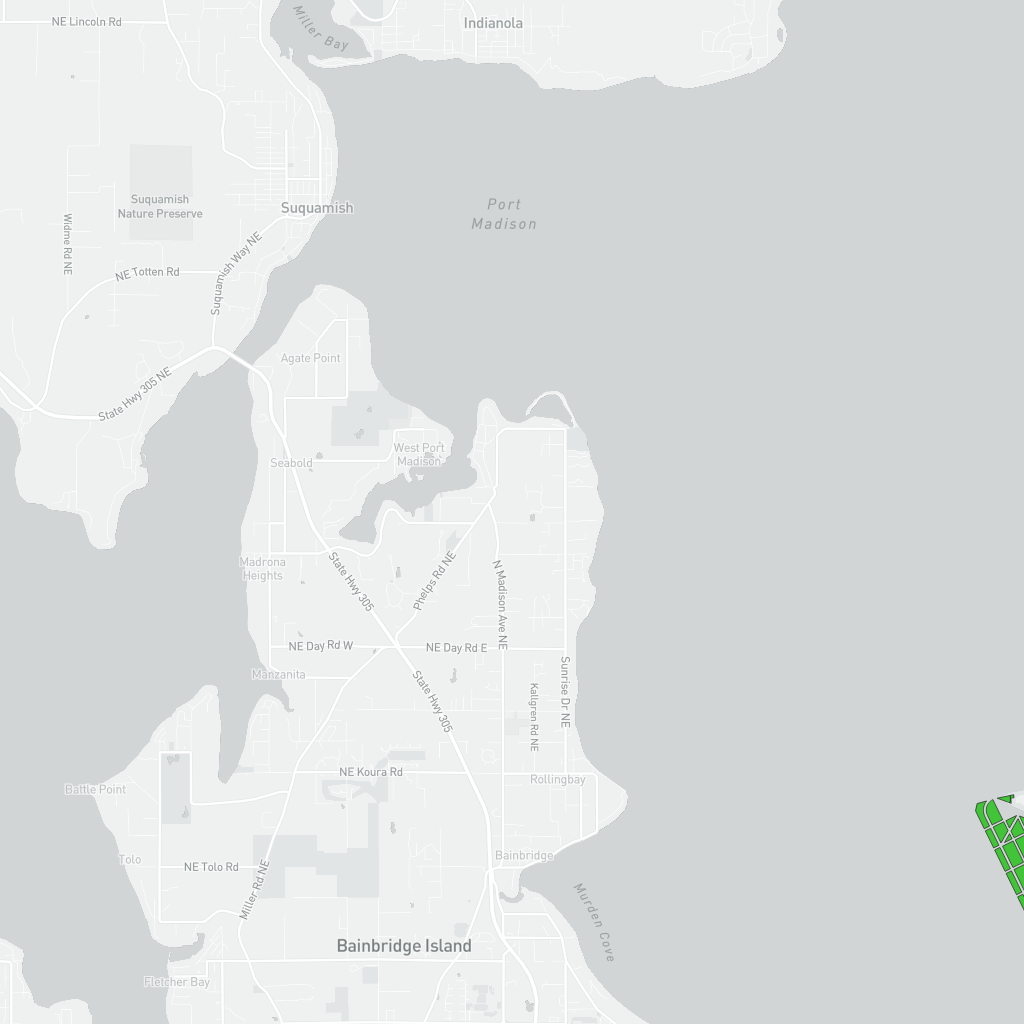 NE Lincoln Rd
Miller Bay
Indianola
Suquamish
Nature Preserve
Suquamish
Port
Madison
Widme Rd NE
NE Totten Rd
Suquamish Way NE
Agate Point
State Hwy 305 NE
West Port
Madison
Seabold
Madrona
Heights
State Hwy 305
Phelps Rd NE
N Madison Ave NE
NE Day Rd W
NE Day Rd E
Manzanita
State Hwy 305
Kallgren Rd NE
Sunrise Dr NE
NE Koura Rd
Rollingbay
Battle Point
Tolo
NE Tolo Rd
Miller Rd NE
Bainbridge
Murden Cove
Bainbridge Island
Fletcher Bay